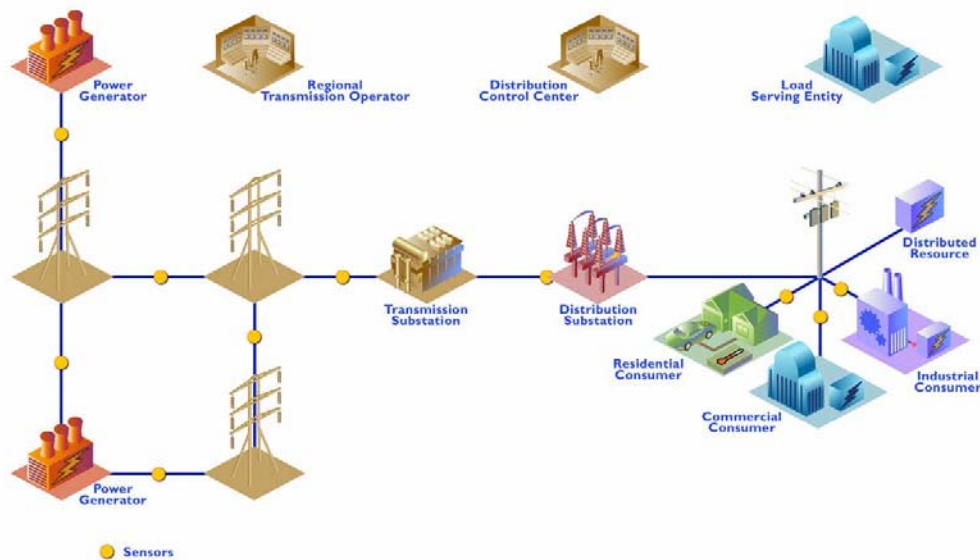 Power
Generator
Regional
Transmission Operator
Distribution
Control Center
Load
Serving Entity
Distributed
Resource
Transmission
Substation
Distribution
Substation
Residential
Consumer
Industrial
Consumer
Commercial
Consumer
Power
Generator
Sensors